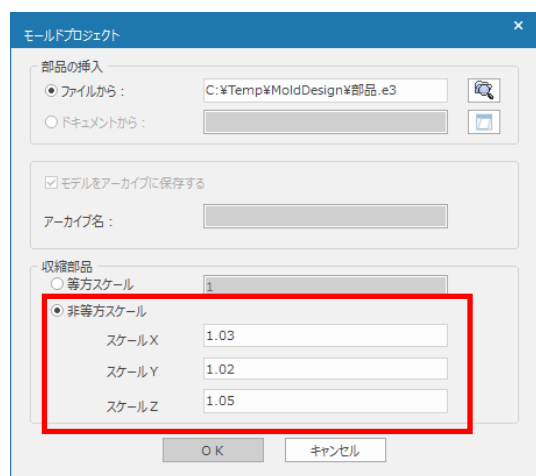 モールドプロジェクト
部品の挿入
ファイルから： C:¥Temp¥MoldDesign¥部品.e3
ドキュメントから：
モデルをアーカイブに保存する
アーカイブ名：
収縮部品
等方スケール 1
非等方スケール
スケールX 1.03
スケールY 1.02
スケールZ 1.05
OK キャンセル